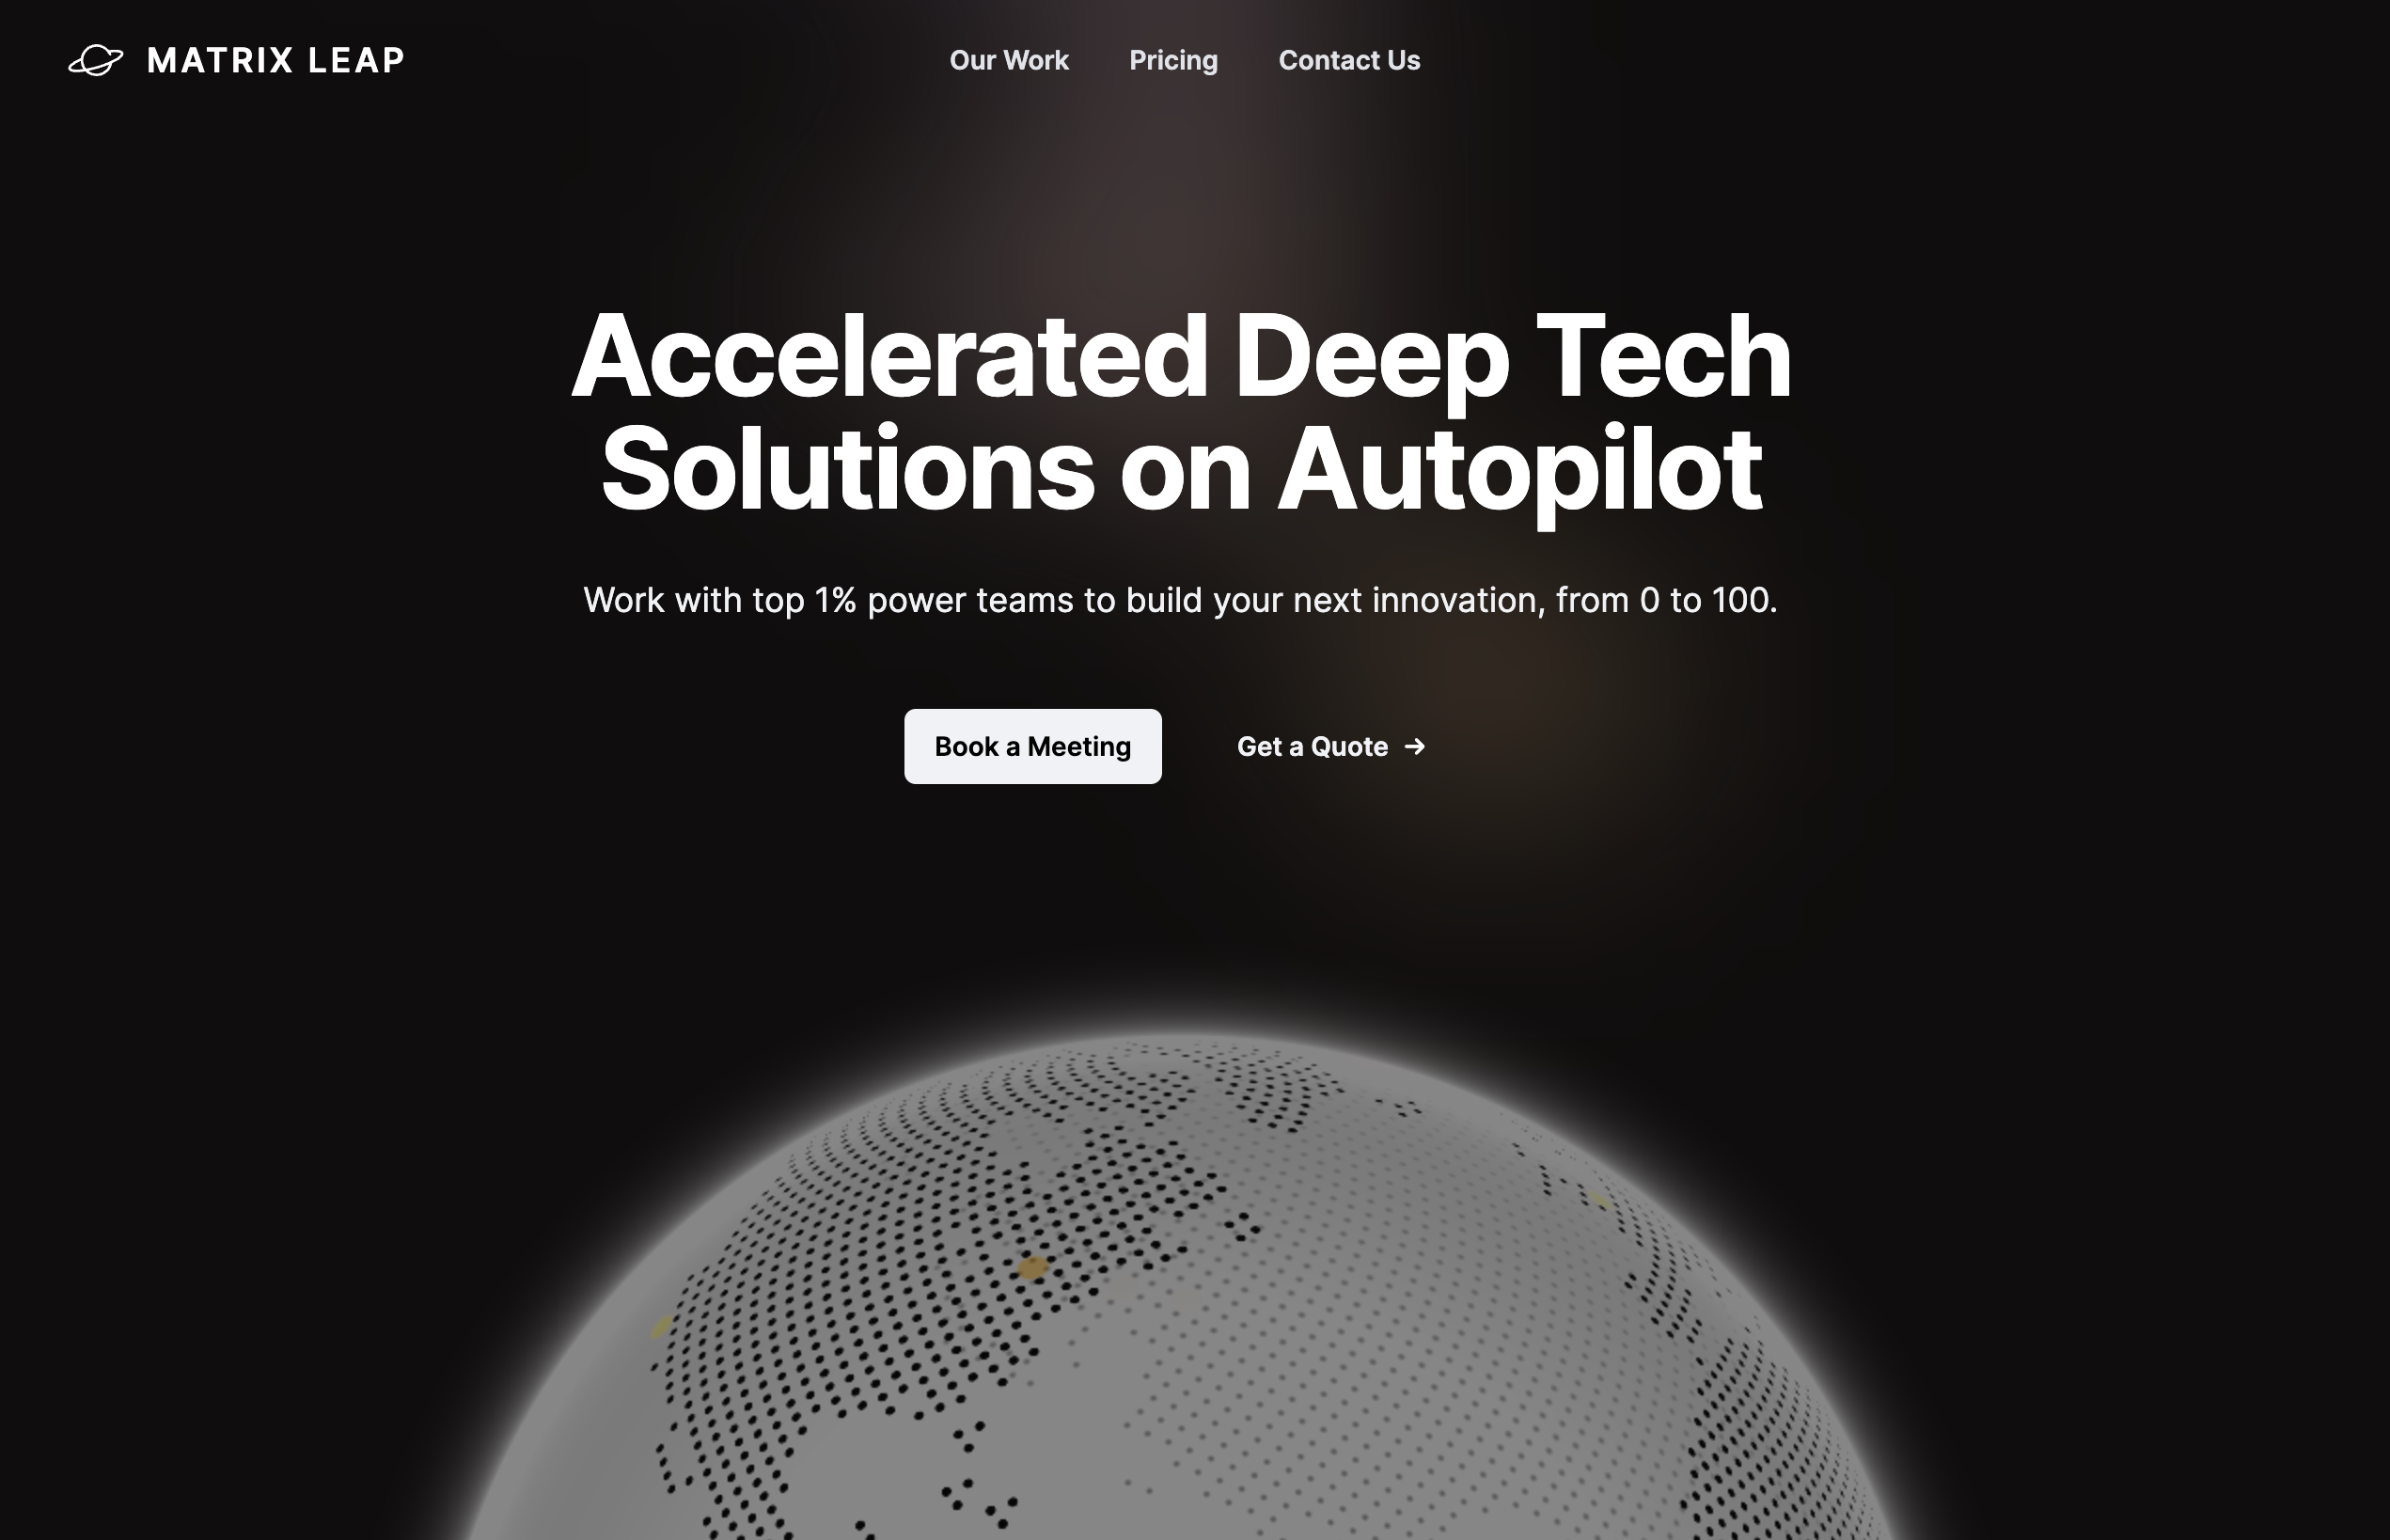 MATRIX LEAP
Our Work
Pricing
Contact Us
Accelerated Deep Tech
Solutions on Autopilot
Work with top 1% power teams to build your next innovation, from 0 to 100.
Book a Meeting
Get a Quote →